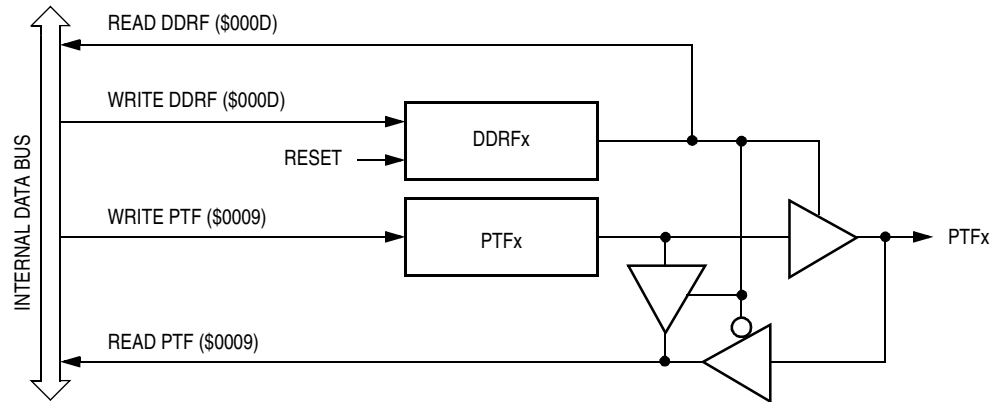 READ DDRF ($000D)
WRITE DDRF ($000D)
DDRFx
RESET
WRITE PTF ($0009)
PTFx
PTFx
READ PTF ($0009)
INTERNAL DATA BUS